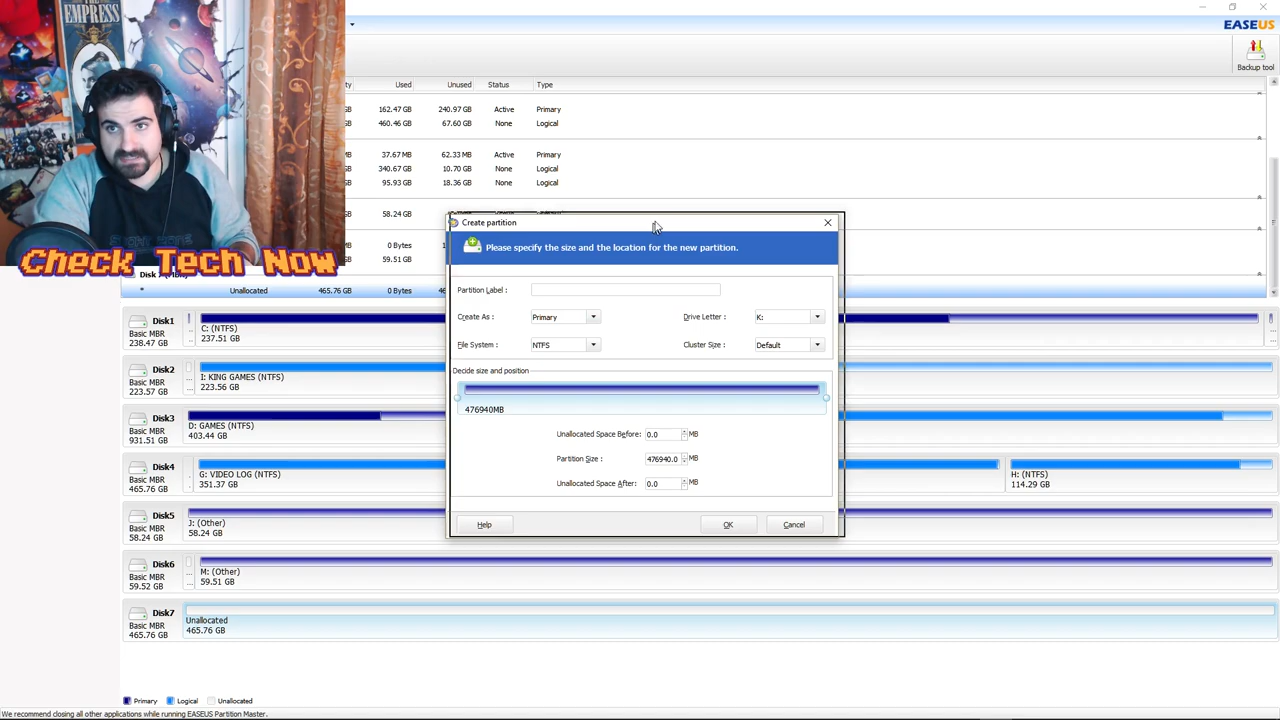 THE EMPRESS
EASEUS
Backup tool
Used Unused Status Type
162.47 GB 240.97 GB Active Primary
460.46 GB 67.60 GB None Logical
37.67 MB 62.33 MB Active Primary
340.67 GB 10.70 GB None Logical
95.93 GB 18.36 GB None Logical
58.24 GB
0 Bytes
59.51 GB
Check Tech Now
* Unallocated 465.76 GB 0 Bytes
Create partition
Please specify the size and the location for the new partition.
Partition Label :
Create As : Primary Drive Letter : K:
File System : NTFS Cluster Size : Default
Decide size and position
476940MB
Unallocated Space Before: 0.0 MB
Partition Size : 476940.0 MB
Unallocated Space After: 0.0 MB
Help OK Cancel
Disk1
Basic MBR
238.47 GB
C: (NTFS)
237.51 GB
Disk2
Basic MBR
223.57 GB
I: KING GAMES (NTFS)
223.56 GB
Disk3
Basic MBR
931.51 GB
D: GAMES (NTFS)
403.44 GB
Disk4
Basic MBR
465.76 GB
G: VIDEO LOG (NTFS)
351.37 GB
H: (NTFS)
114.29 GB
Disk5
Basic MBR
58.24 GB
J: (Other)
58.24 GB
Disk6
Basic MBR
59.52 GB
M: (Other)
59.51 GB
Disk7
Basic MBR
465.76 GB
Unallocated
465.76 GB
Primary Logical Unallocated
We recommend closing all other applications while running EASEUS Partition Master.